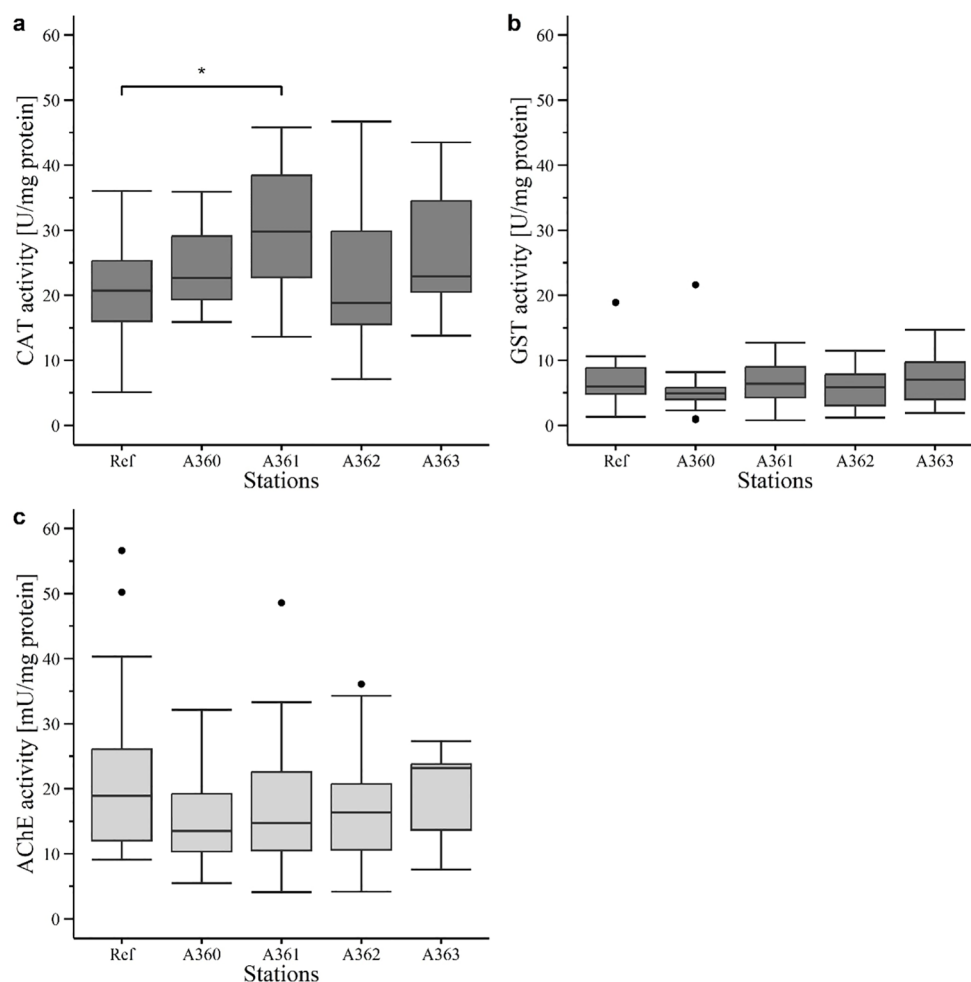 a
CAT activity [U/mg protein]
60
50
40
30
20
10
0
*
Ref A360 A361 A362 A363
Stations
b
GST activity [U/mg protein]
60
50
40
30
20
10
0
Ref A360 A361 A362 A363
Stations
c
AChE activity [mU/mg protein]
60
50
40
30
20
10
0
Ref A360 A361 A362 A363
Stations